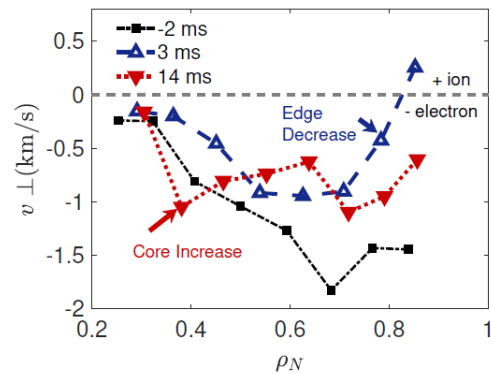 -2 ms
3 ms
14 ms
0.5
0
-0.5
-1
-1.5
-2
v ⊥(km/s)
+ ion
- electron
Edge
Decrease
Core Increase
0.2 0.4 0.6 0.8 1
ρN